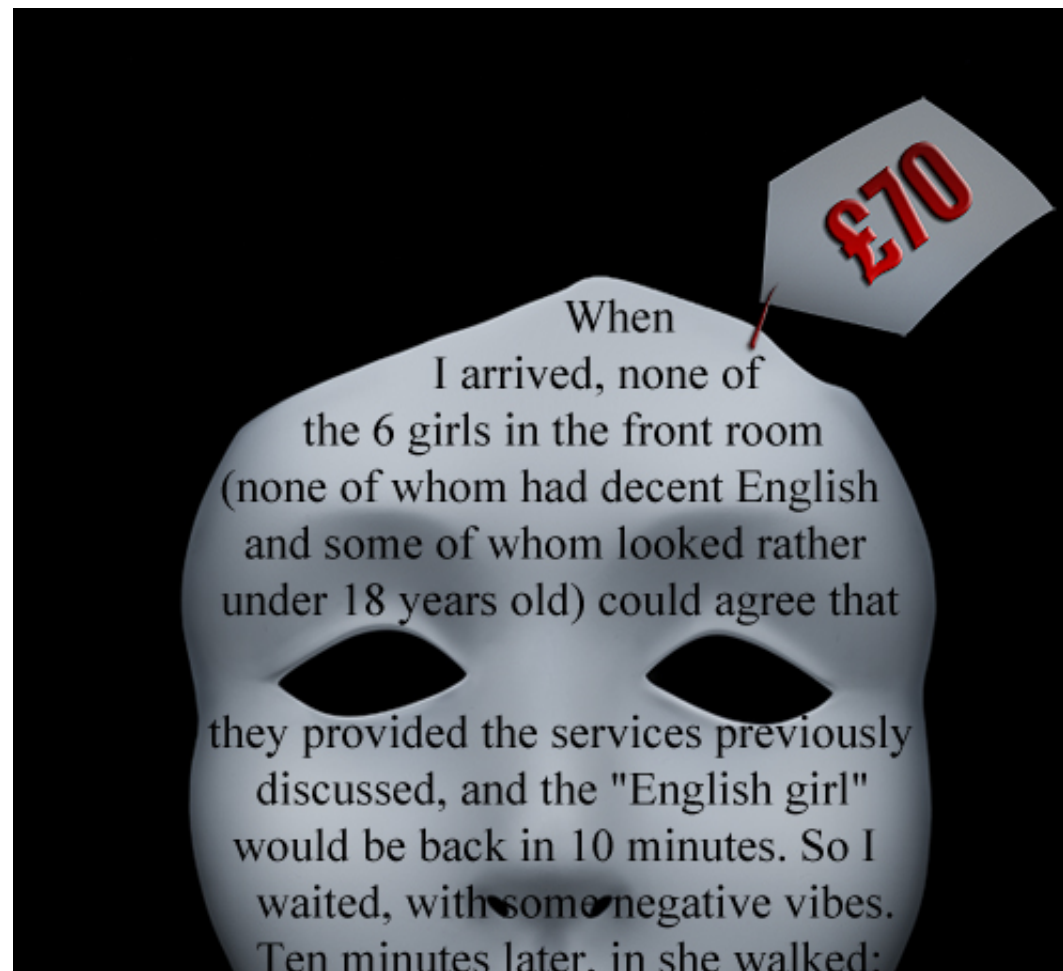 £70
When
I arrived, none of
the 6 girls in the front room
(none of whom had decent English
and some of whom looked rather
under 18 years old) could agree that
they provided the services previously
discussed, and the "English girl"
would be back in 10 minutes. So I
waited, with some negative vibes.
Ten minutes later, in she walked: